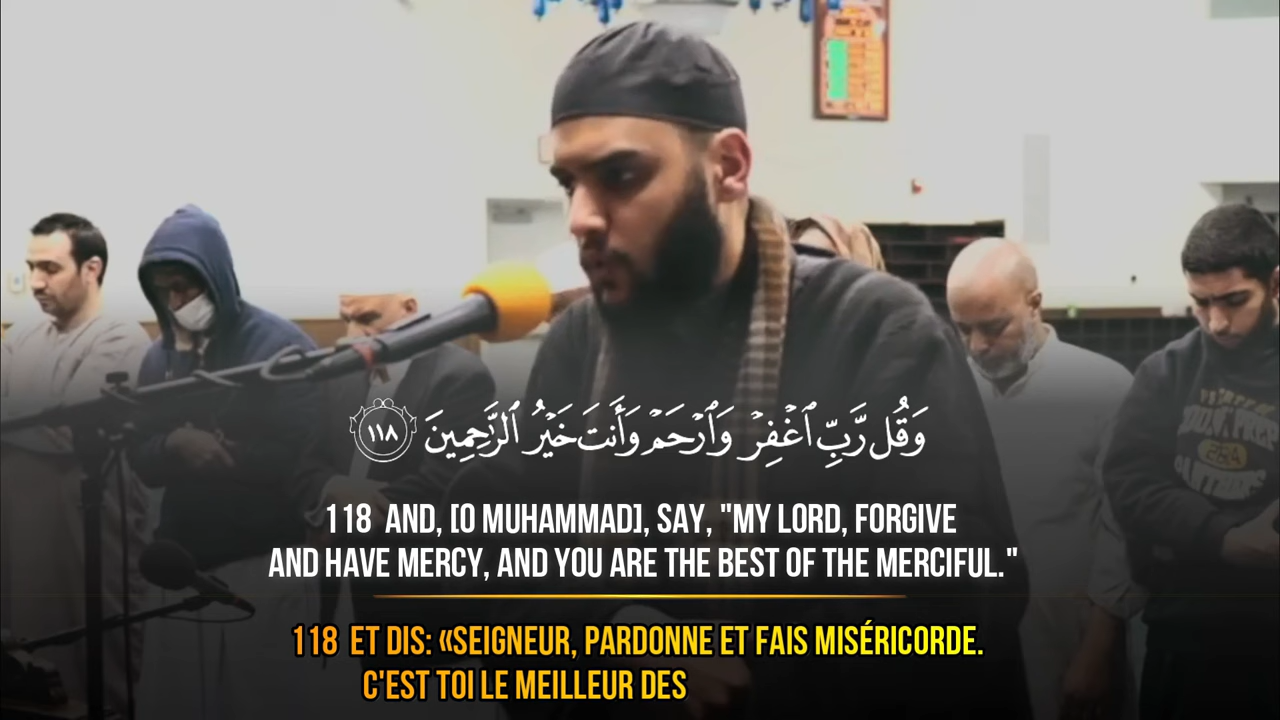 وَقُل رَّبِّ ٱغْفِرْ وَٱرْحَمْ وَأَنتَ خَيْرُ ٱلرَّٰحِمِينَ ١١٨
118 AND, [O MUHAMMAD], SAY, "MY LORD, FORGIVE
AND HAVE MERCY, AND YOU ARE THE BEST OF THE MERCIFUL."
118 ET DIS: «SEIGNEUR, PARDONNE ET FAIS MISÉRICORDE.
C'EST TOI LE MEILLEUR DES